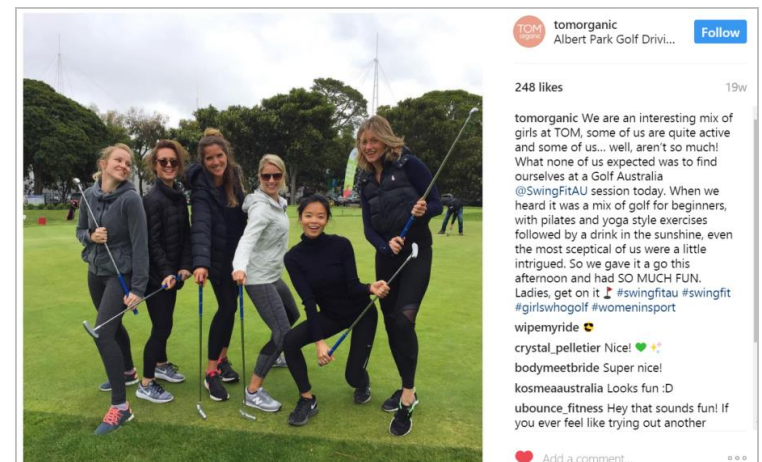 TOM
organic
tomorganic
Albert Park Golf Drivi...
Follow
248 likes
19w
tomorganic We are an interesting mix of
girls at TOM, some of us are quite active
and some of us... well, aren't so much!
What none of us expected was to find
ourselves at a Golf Australia
@SwingFitAU session today. When we
heard it was a mix of golf for beginners,
with pilates and yoga style exercises
followed by a drink in the sunshine, even
the most sceptical of us were a little
intrigued. So we gave it a go this
afternoon and had SO MUCH FUN.
Ladies, get on it ⛳ #swingfitau #swingfit
#girlswhogolf #womeninsport
wipemyride 😍
crystal_pelletier Nice! 💚 ✨
bodymeetbride Super nice!
kosmeaaustralia Looks fun :D
ubounce_fitness Hey that sounds fun! If
you ever feel like trying out another
Add a comment...